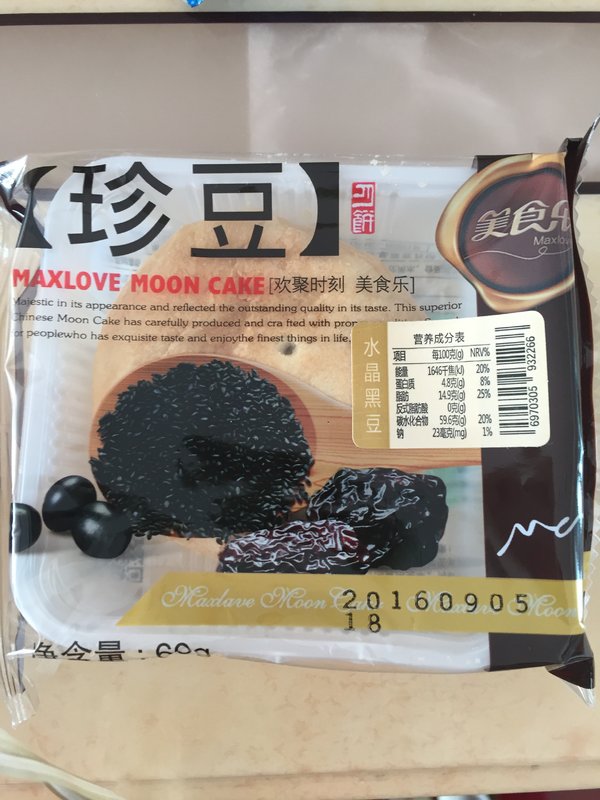 【珍豆】
月餅
美食乐
Maxlove
MAXLOVE MOON CAKE [欢聚时刻 美食乐]
Majestic in its appearance and reflected the outstanding quality in its taste. This superior
Chinese Moon Cake has carefully produced and cra fted with
or peoplewho has exquisite taste and enjoythe finest things in life,
水晶黑豆
营养成分表
项目 每100克(g) NRV%
能量 1646千焦(kJ) 20%
蛋白质 4.8克(g) 8%
脂肪 14.9克(g) 25%
反式脂肪酸 0克(g)
碳水化合物 59.6克(g) 20%
钠 23毫克(mg) 1%
6970305 932266
Maxlave Moon Cake Maxlave Moon
20160905
18
净含量:60g